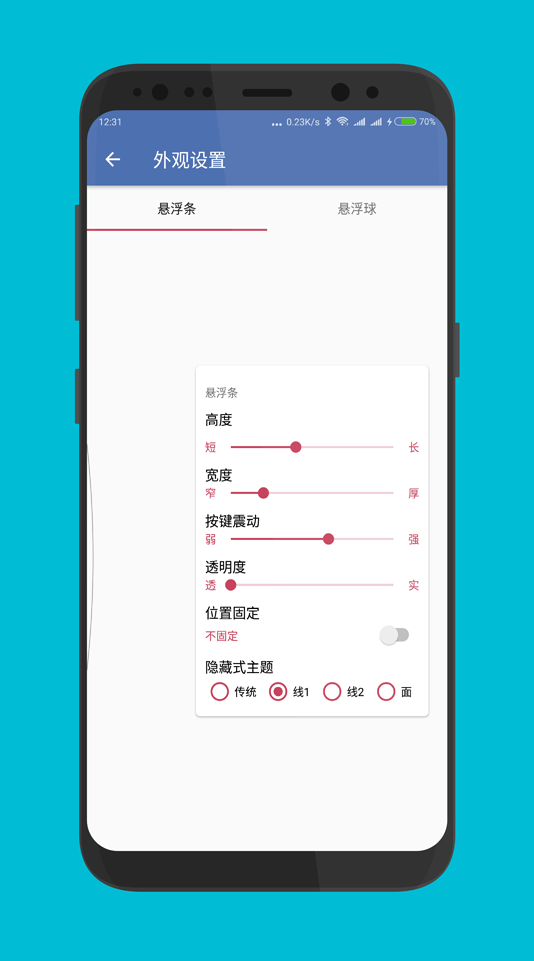 12:31 ... 0.23K/s 70%
外观设置
悬浮条 悬浮球
悬浮条
高度
短 长
宽度
窄 厚
按键震动
弱 强
透明度
透 实
位置固定
不固定
隐藏式主题
传统 线1 线2 面